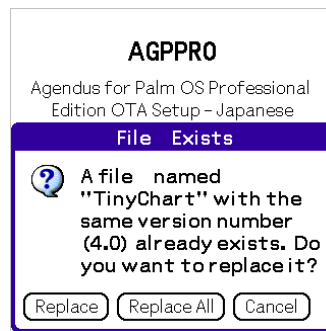 AGPPRO
Agendus for Palm OS Professional
Edition OTA Setup - Japanese
File Exists
A file named
"TinyChart" with the
same version number
(4.0) already exists. Do
you want to replace it?
Replace Replace All Cancel